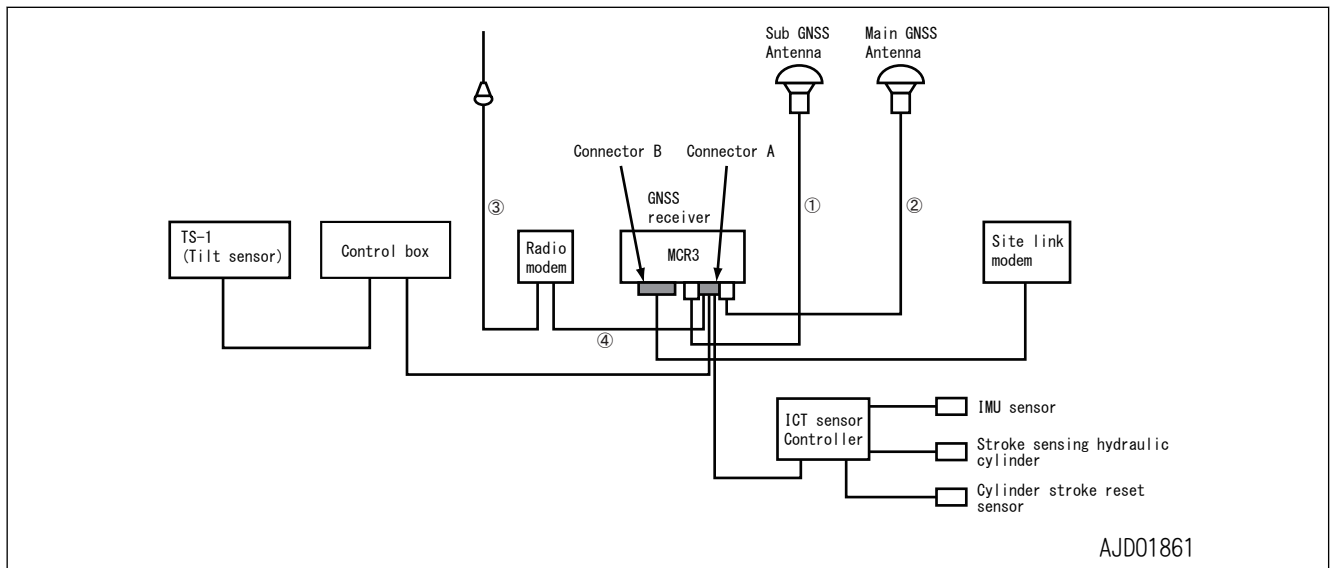 Sub GNSS
Antenna
Main GNSS
Antenna
Connector B
Connector A
③
GNSS
receiver
①
②
TS-1
(Tilt sensor)
Control box
Radio
modem
MCR3
Site link
modem
④
ICT sensor
Controller
IMU sensor
Stroke sensing hydraulic
cylinder
Cylinder stroke reset
sensor
AJD01861